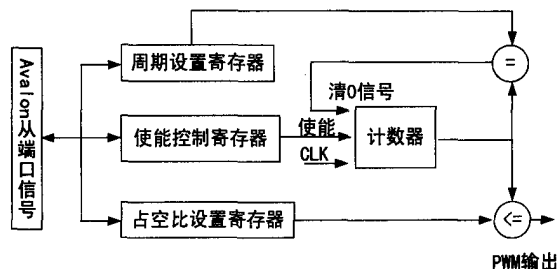 Avalon从端口信号
周期设置寄存器
=
清0信号
使能控制寄存器
使能
CLK
计数器
占空比设置寄存器
<=
PWM输出